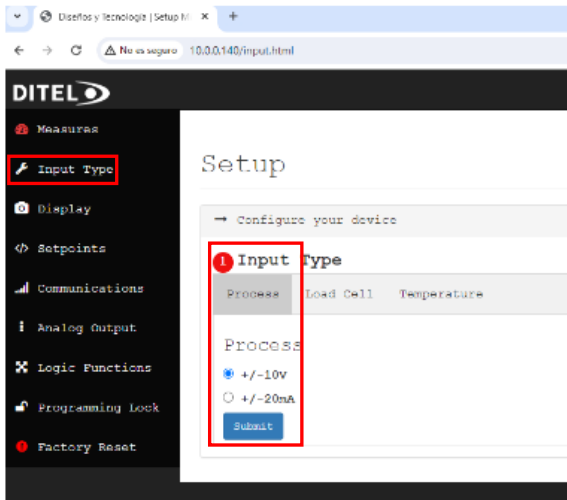 Diseños y Tecnología | Setup M
No es seguro 10.0.0.140/input.html
DITEL
Measures
Input Type
Display
Setpoints
Communications
Analog Output
Logic Functions
Programming Lock
Factory Reset
Setup
→ Configure your device
1 Input Type
Process Load Cell Temperature
Process
+/-10V
+/-20mA
Submit